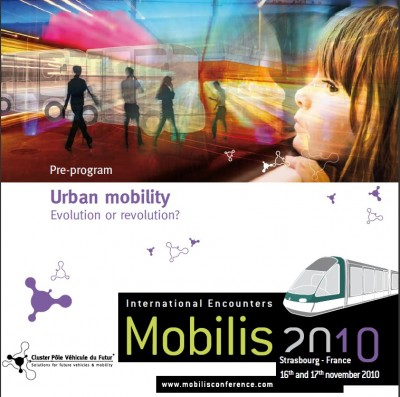 Pre-program
Urban mobility
Evolution or revolution?
International Encounters
Mobilis 2010
Strasbourg - France
16th and 17th november 2010
Cluster Pôle Véhicule du Futur
Solutions for future vehicles & mobility
www.mobilisconference.com